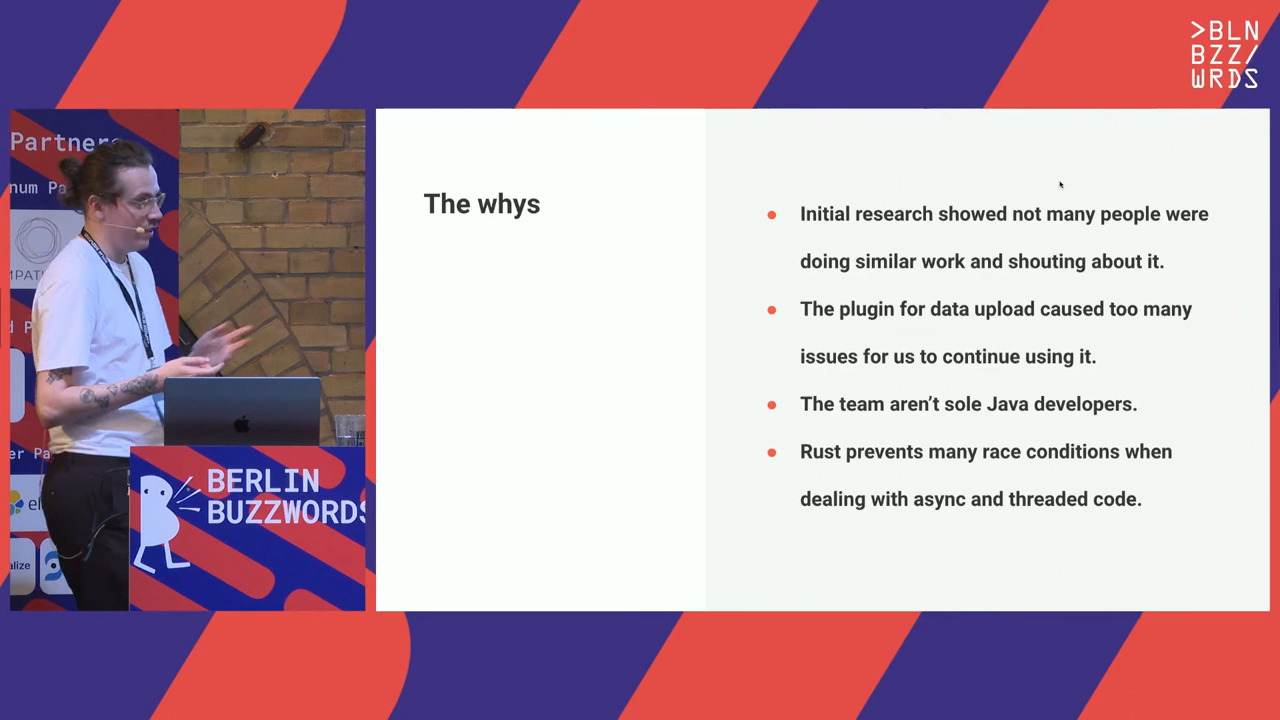 >BLN
BZZ/
WRDS
Partners
The whys
Initial research showed not many people were
doing similar work and shouting about it.
The plugin for data upload caused too many
issues for us to continue using it.
The team aren’t sole Java developers.
Rust prevents many race conditions when
dealing with async and threaded code.
BERLIN
BUZZWORDS